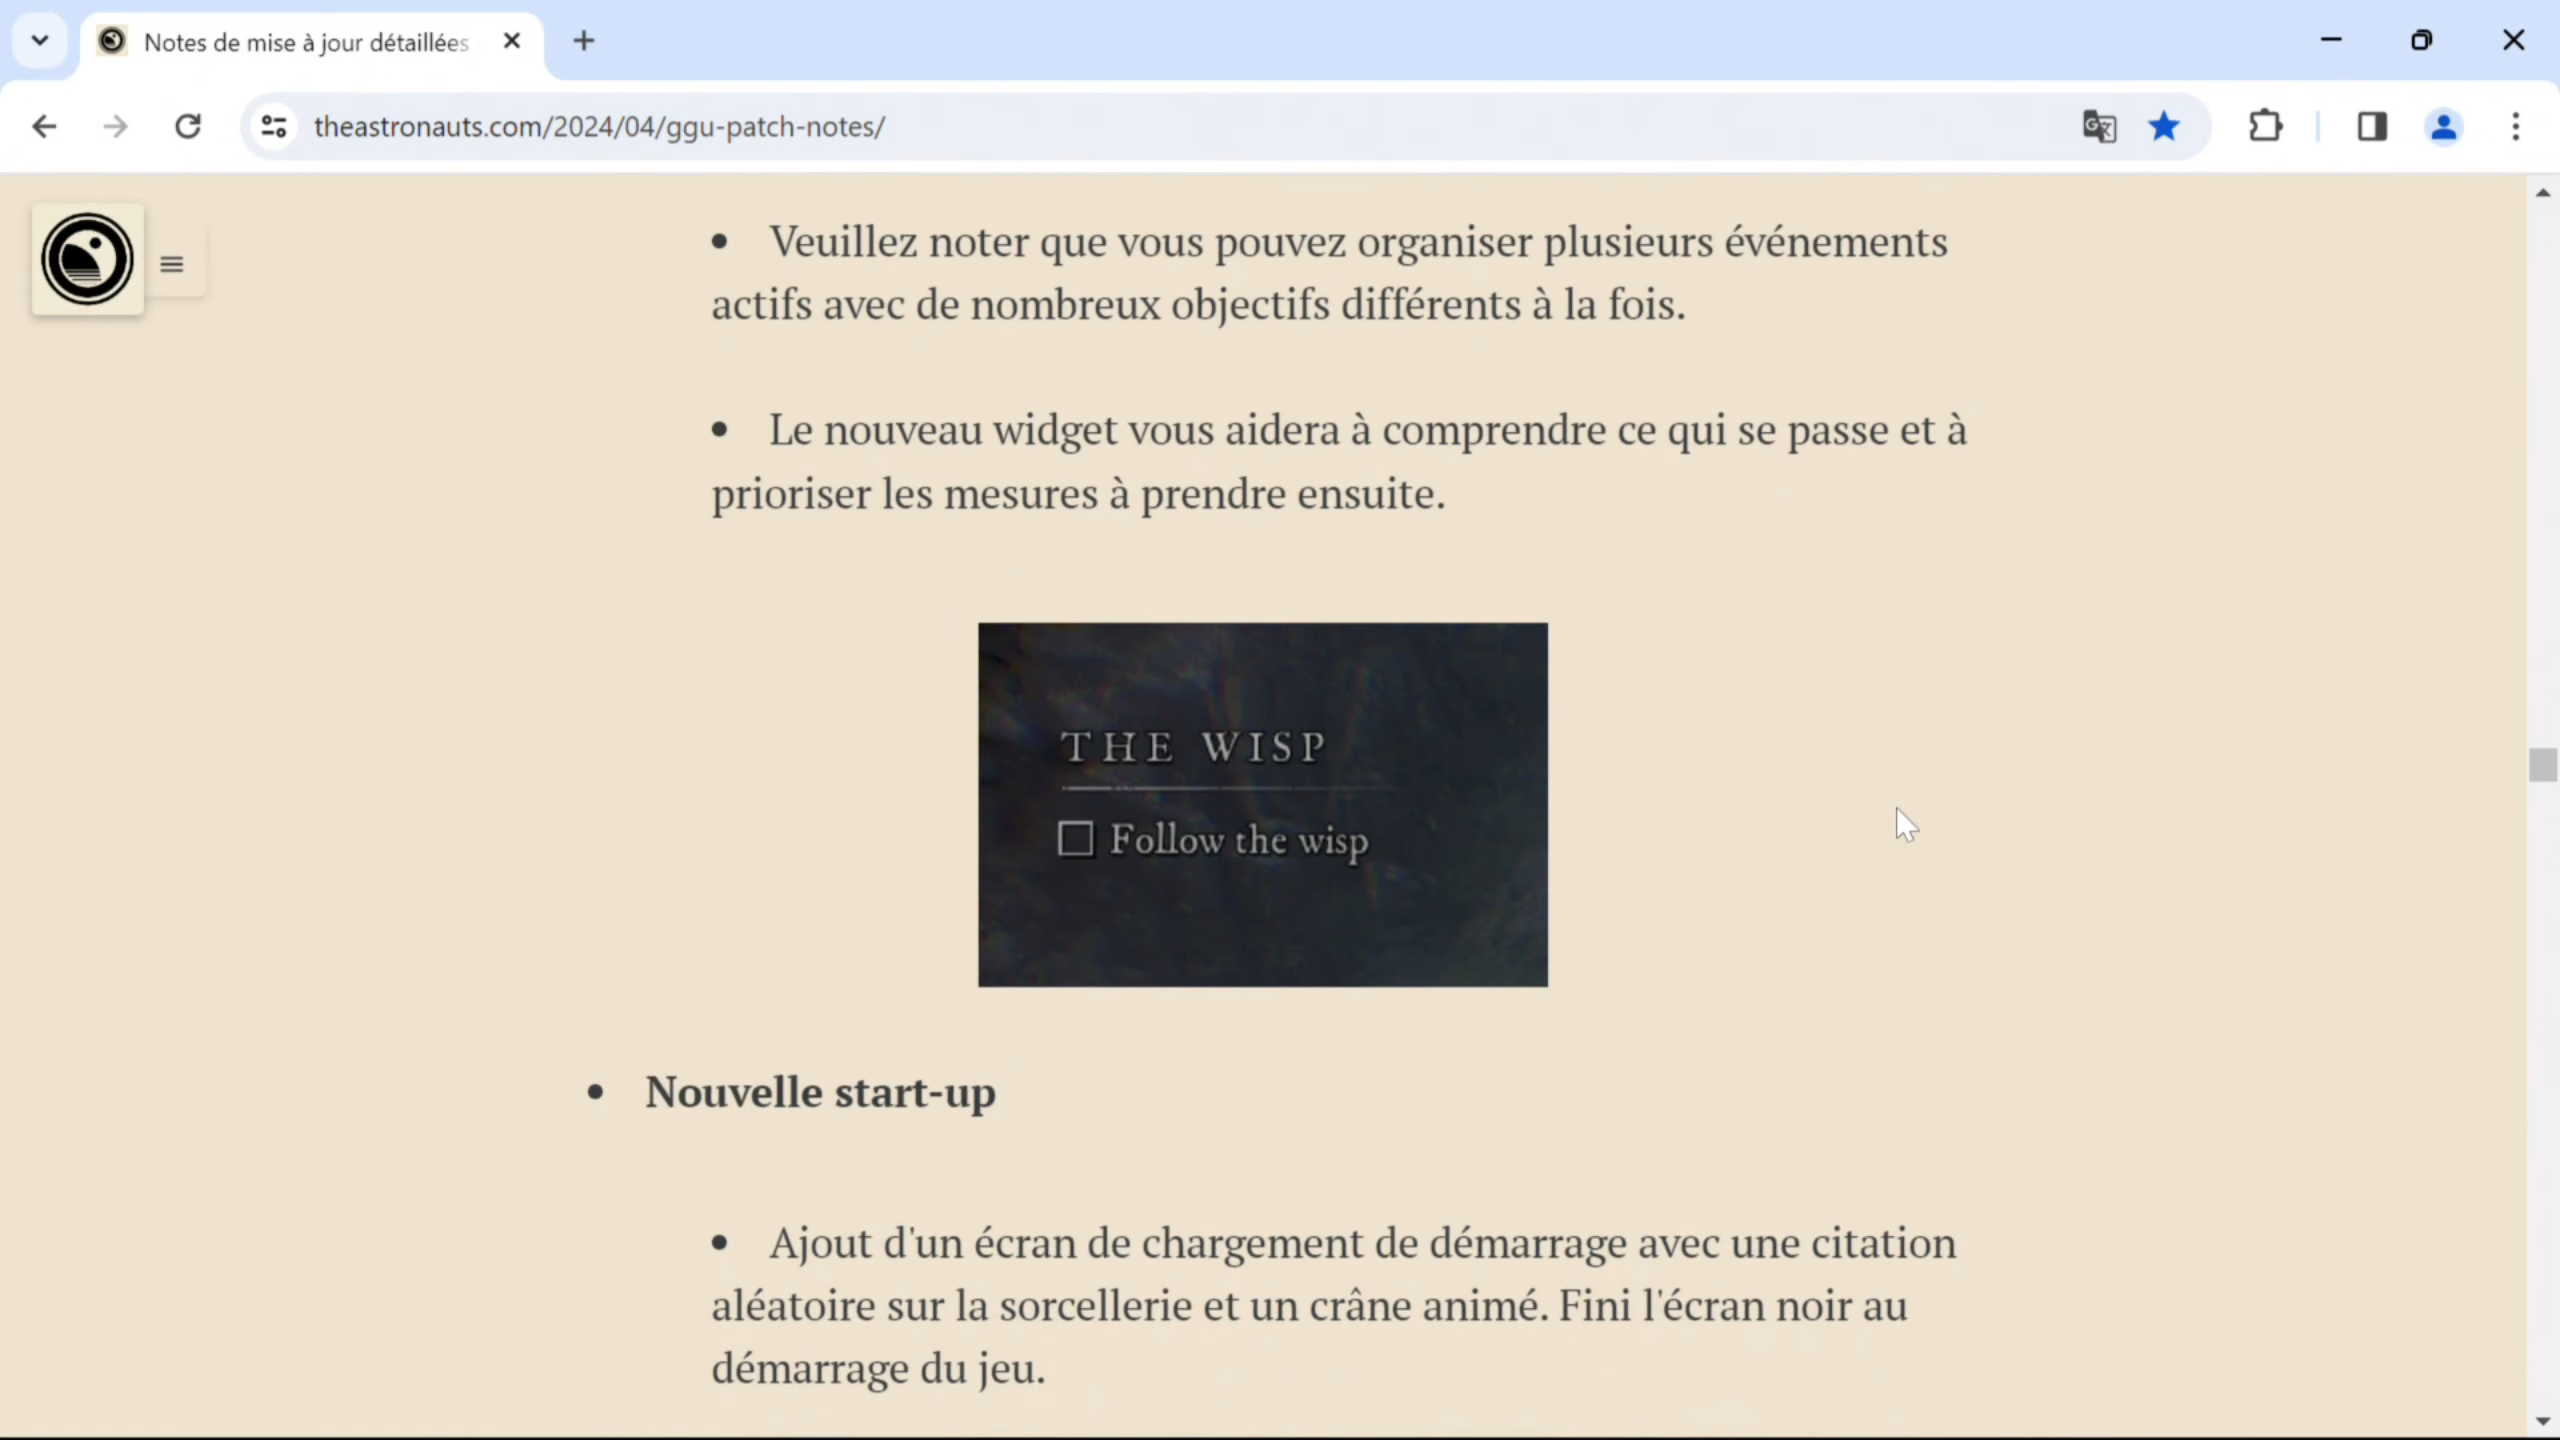 Notes de mise à jour détaillées
theastronauts.com/2024/04/ggu-patch-notes/
• Veuillez noter que vous pouvez organiser plusieurs événements
actifs avec de nombreux objectifs différents à la fois.
• Le nouveau widget vous aidera à comprendre ce qui se passe et à
prioriser les mesures à prendre ensuite.
THE WISP
Follow the wisp
• Nouvelle start-up
• Ajout d'un écran de chargement de démarrage avec une citation
aléatoire sur la sorcellerie et un crâne animé. Fini l'écran noir au
démarrage du jeu.